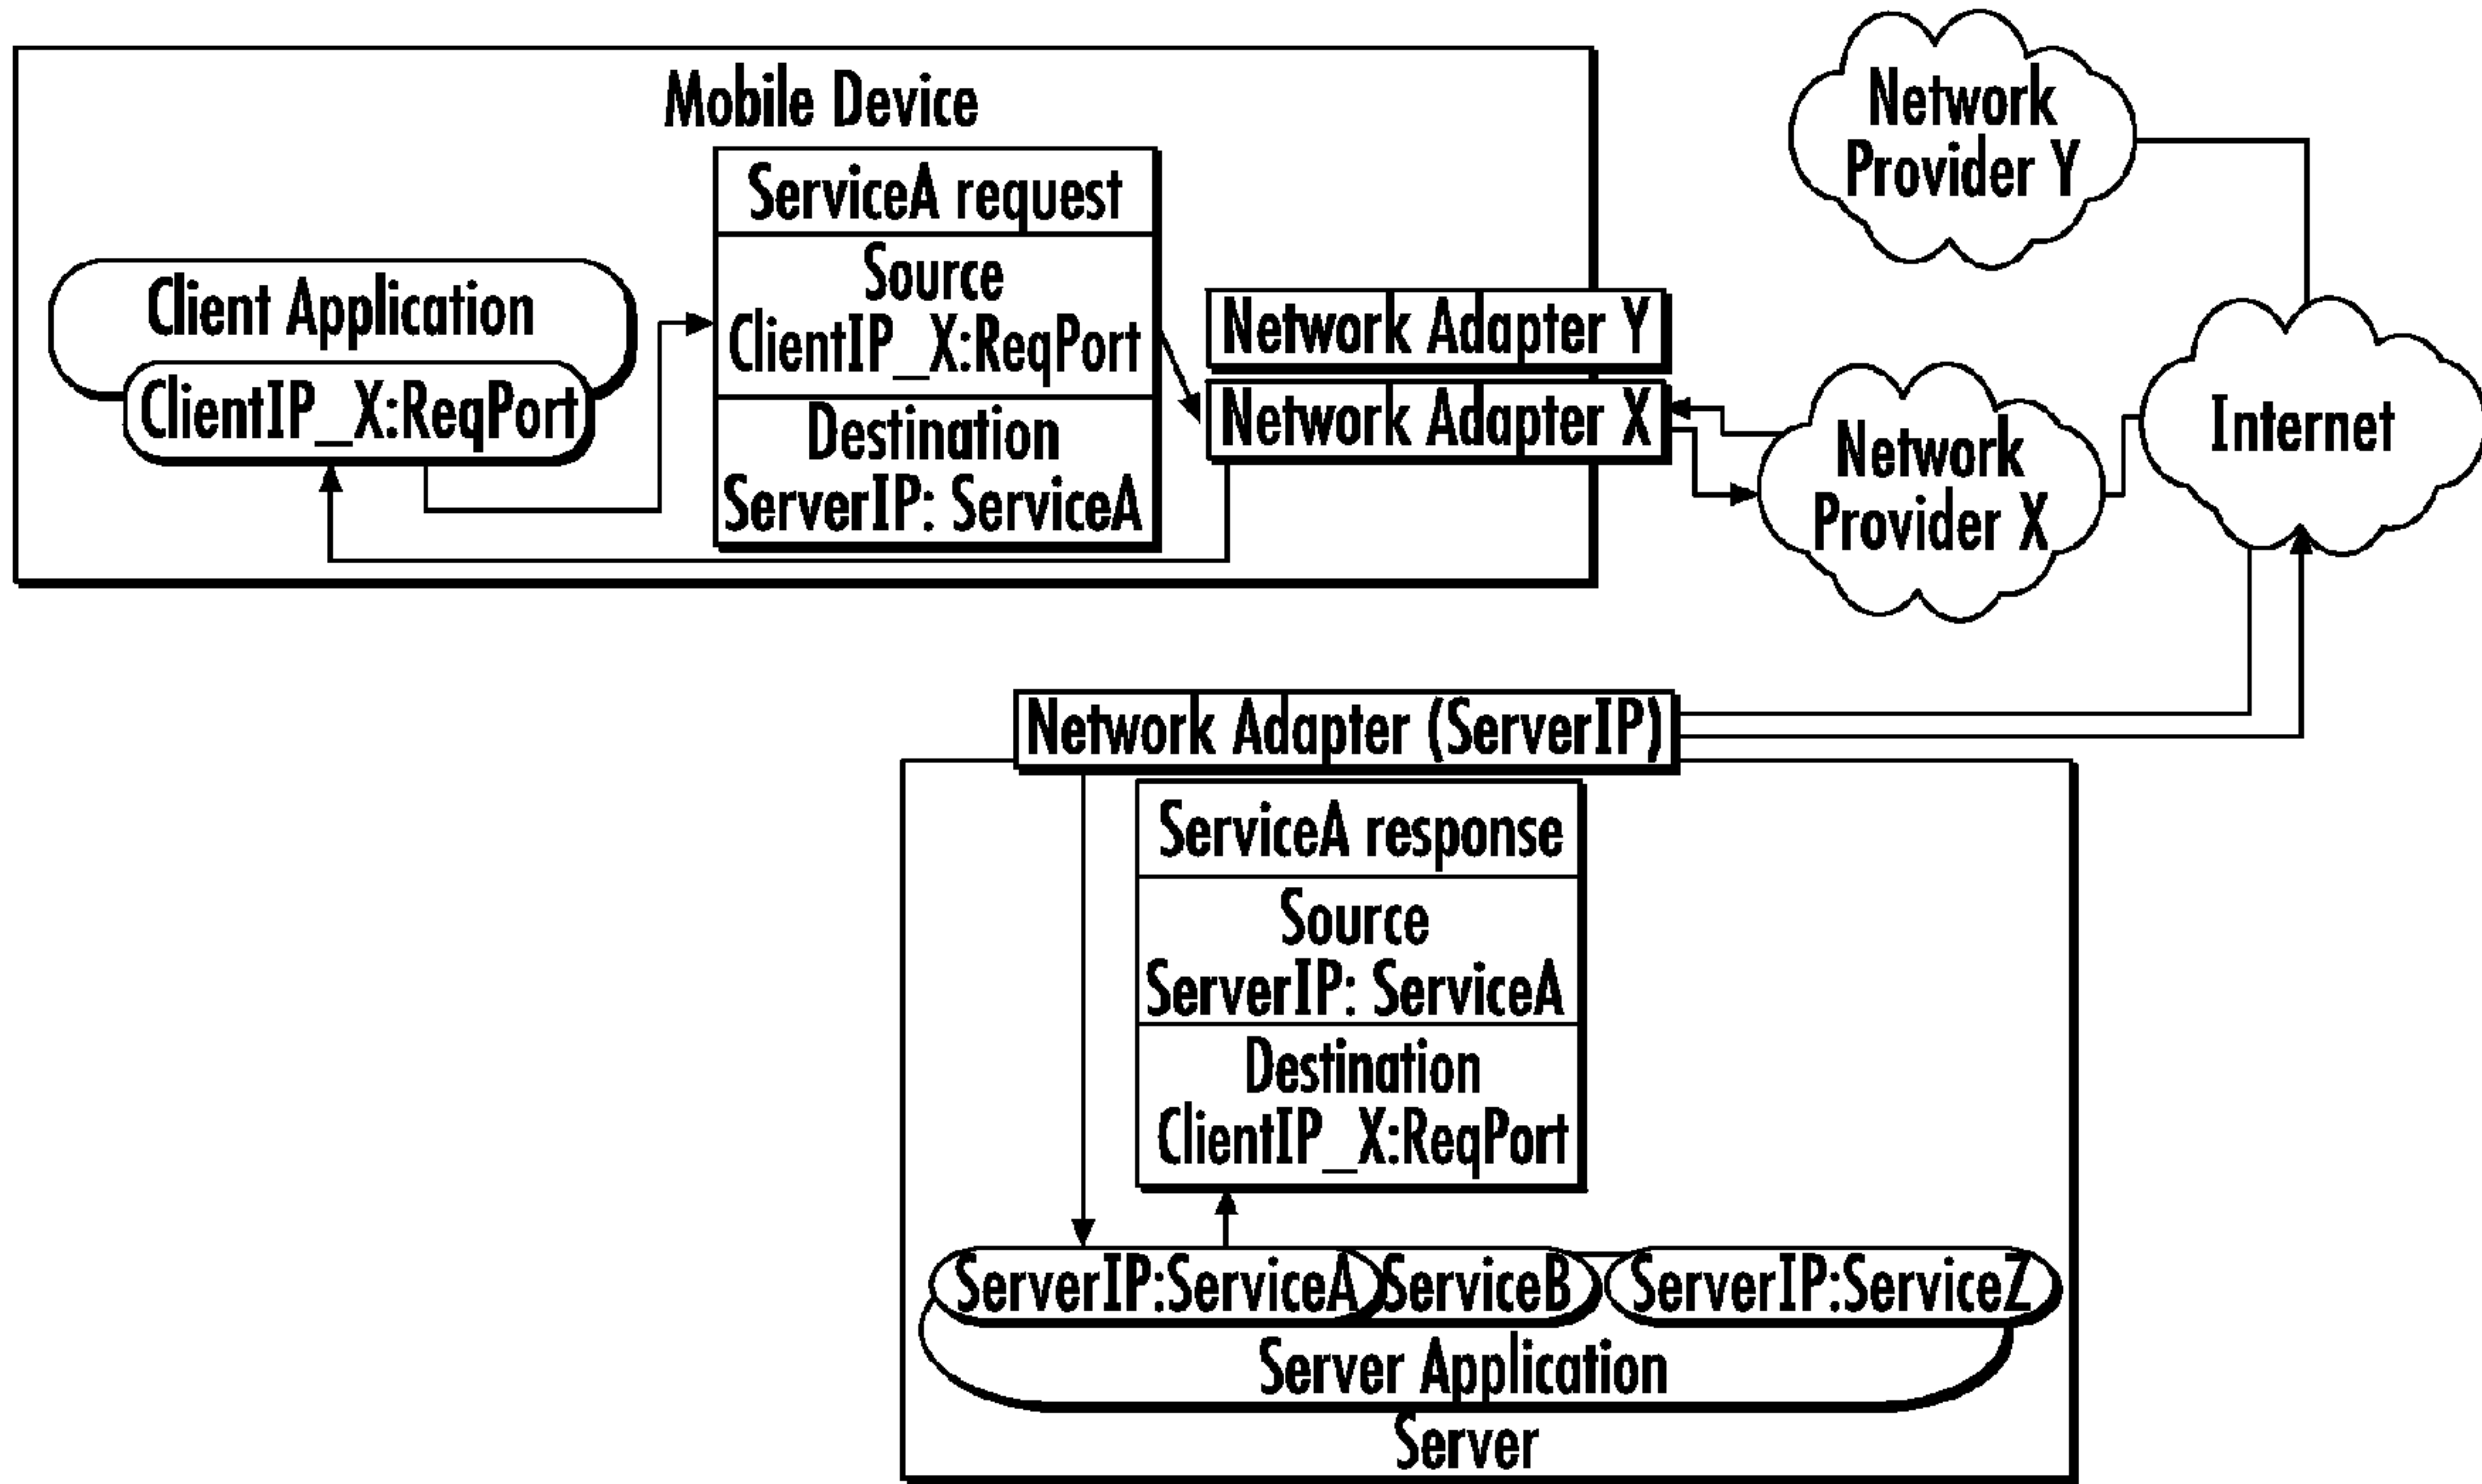 Mobile Device
ServiceA request
Source
ClientIP_X:ReqPort
Destination
ServerIP: ServiceA
Client Application
ClientIP_X:ReqPort
Network Adapter Y
Network Adapter X
Network
Provider Y
Network
Provider X
Internet
Network Adapter (ServerIP)
ServiceA response
Source
ServerIP: ServiceA
Destination
ClientIP_X:ReqPort
ServerIP:ServiceA
ServiceB
ServerIP:ServiceZ
Server Application
Server